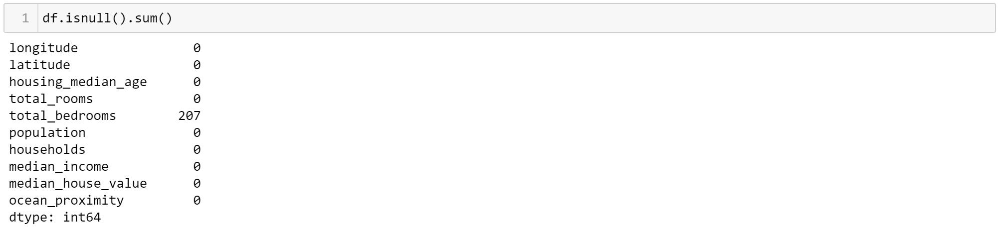 1 df.isnull().sum()
longitude 0
latitude 0
housing_median_age 0
total_rooms 0
total_bedrooms 207
population 0
households 0
median_income 0
median_house_value 0
ocean_proximity 0
dtype: int64